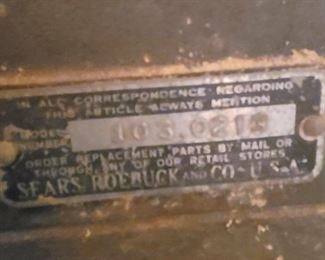 IN ALL CORRESPONDENCE REGARDING
THIS ARTICLE ALWAYS MENTION
MODEL
NUMBER 103.0213
ORDER REPLACEMENT PARTS BY MAIL OR
THROUGH ANY OF OUR RETAIL STORES
SEARS, ROEBUCK AND CO - U.S.A.